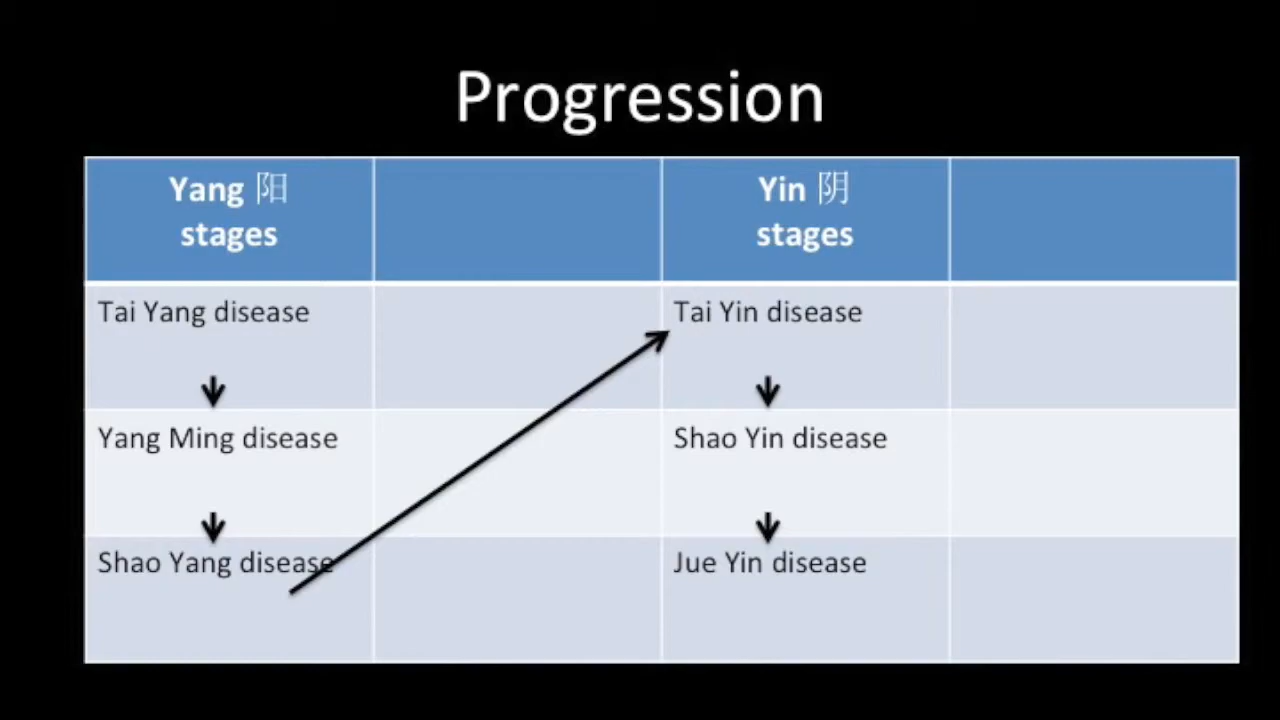 Progression
Yang 阳
stages
Yin 阴
stages
Tai Yang disease
Tai Yin disease
Yang Ming disease
Shao Yin disease
Shao Yang disease
Jue Yin disease